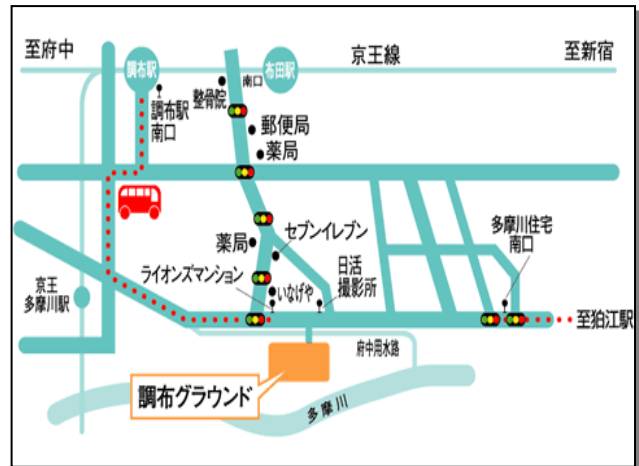 至府中
京王線
至新宿
調布駅
布田駅
南口
整骨院
調布駅
南口
郵便局
薬局
薬局
セブンイレブン
多摩川住宅
南口
ライオンズマンション
日活
撮影所
いなげや
京王
多摩川駅
至狛江駅
府中用水路
調布グラウンド
多摩川